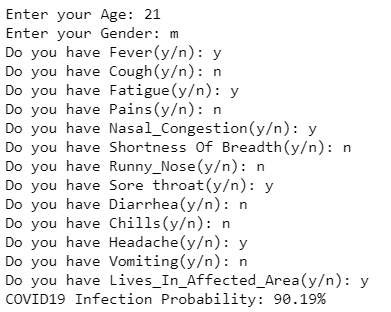 Enter your Age: 21
Enter your Gender: m
Do you have Fever(y/n): y
Do you have Cough(y/n): n
Do you have Fatigue(y/n): y
Do you have Pains(y/n): n
Do you have Nasal_Congestion(y/n): y
Do you have Shortness Of Breadth(y/n): n
Do you have Runny_Nose(y/n): n
Do you have Sore throat(y/n): y
Do you have Diarrhea(y/n): n
Do you have Chills(y/n): n
Do you have Headache(y/n): y
Do you have Vomiting(y/n): n
Do you have Lives_In_Affected_Area(y/n): y
COVID19 Infection Probability: 90.19%